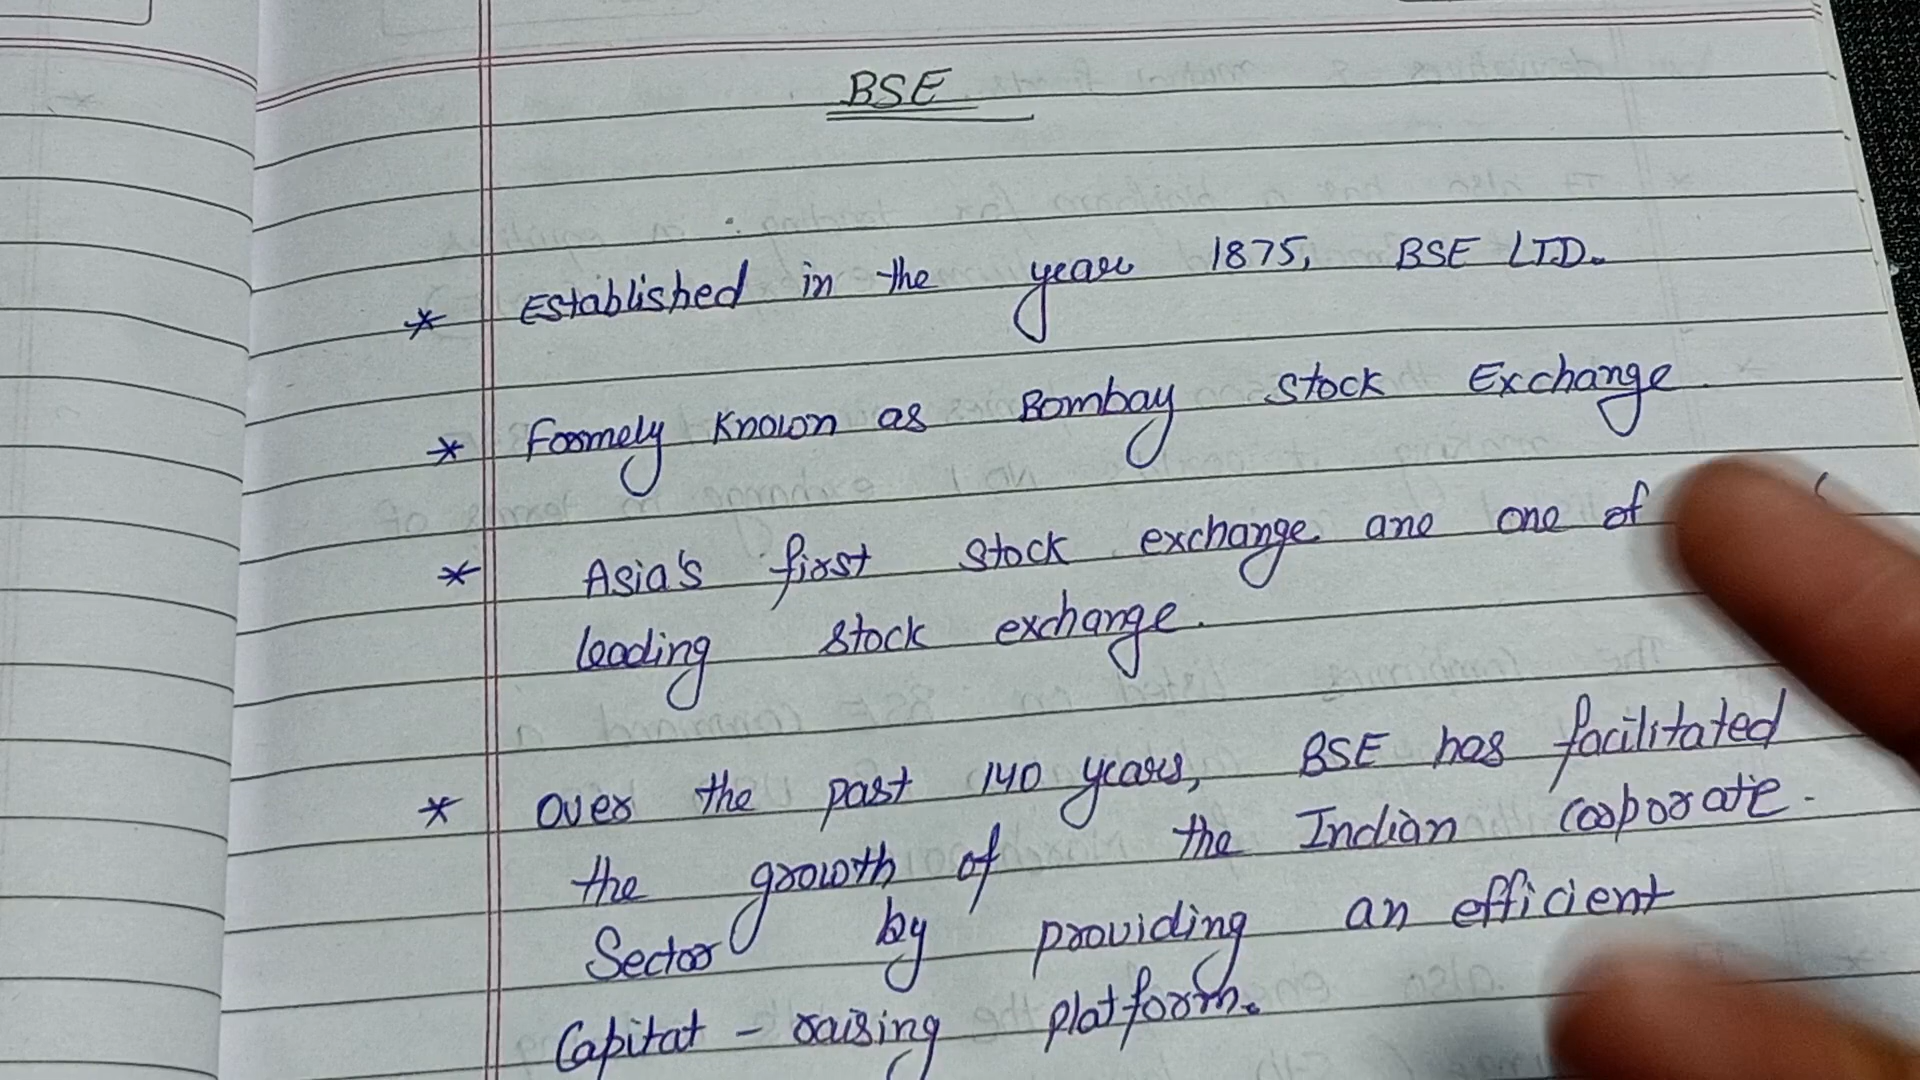 BSE
* Established in the year 1875, BSE LTD.
* Formely Known as Bombay Stock Exchange
* Asia's first stock exchange and one of
leading stock exchange.
* over the past 140 years, BSE has facilitated
the growth of the Indian corporate.
Sector by providing an efficient
Capital - raising platform.